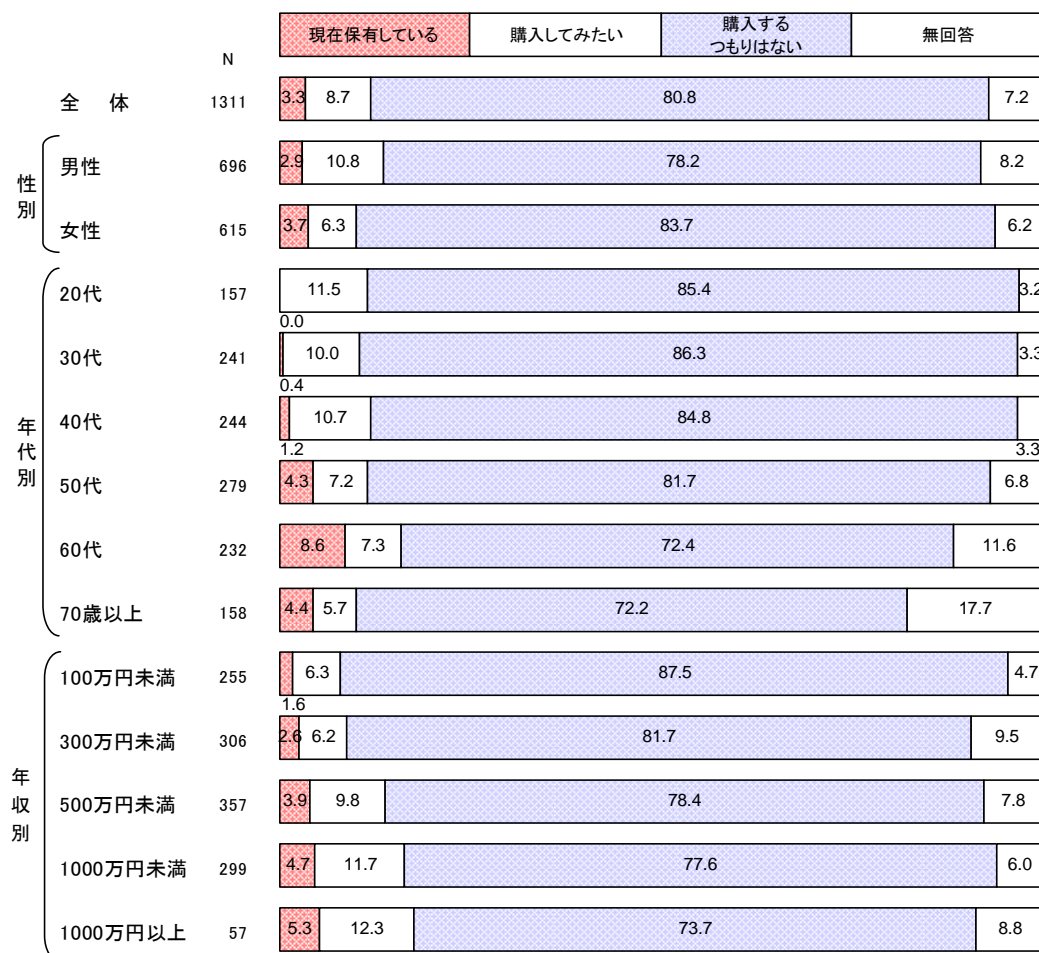 現在保有している 購入してみたい 購入する つもりはない 無回答
N
全 体 1311 3.3 8.7 80.8 7.2
性別
男性 696 2.9 10.8 78.2 8.2
女性 615 3.7 6.3 83.7 6.2
年代別
20代 157 11.5 85.4 3.2
0.0
30代 241 10.0 86.3 3.3
0.4
40代 244 10.7 84.8
1.2 3.3
50代 279 4.3 7.2 81.7 6.8
60代 232 8.6 7.3 72.4 11.6
70歳以上 158 4.4 5.7 72.2 17.7
年収別
100万円未満 255 6.3 87.5 4.7
1.6
300万円未満 306 2.6 6.2 81.7 9.5
500万円未満 357 3.9 9.8 78.4 7.8
1000万円未満 299 4.7 11.7 77.6 6.0
1000万円以上 57 5.3 12.3 73.7 8.8